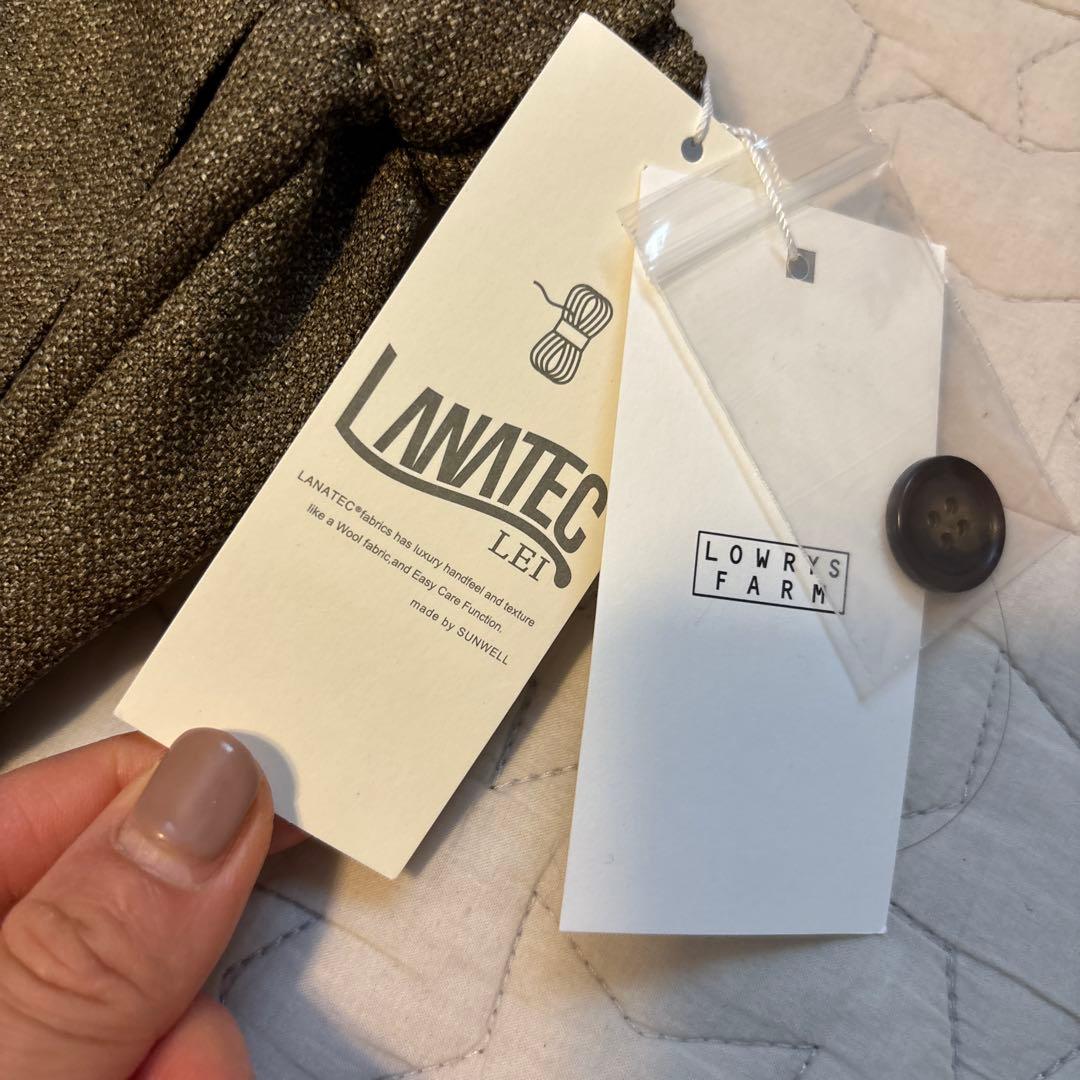 LANATEC
LEI
LANATEC®fabrics has luxury handfeel and texture
like a Wool fabric,and Easy Care Function.
made by SUNWELL
LOWRYS
FARM